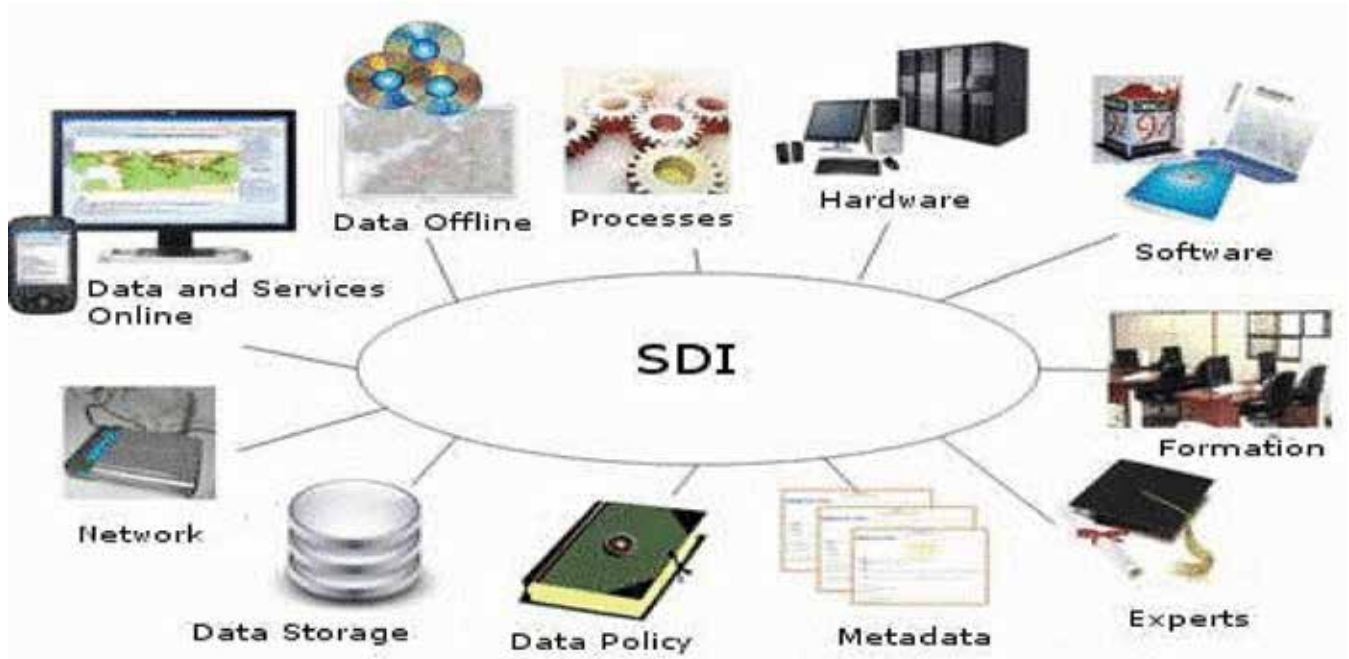 Data Offline
Processes
Hardware
Software
Data and Services
Online
SDI
Formation
Network
Experts
Data Storage
Data Policy
Metadata